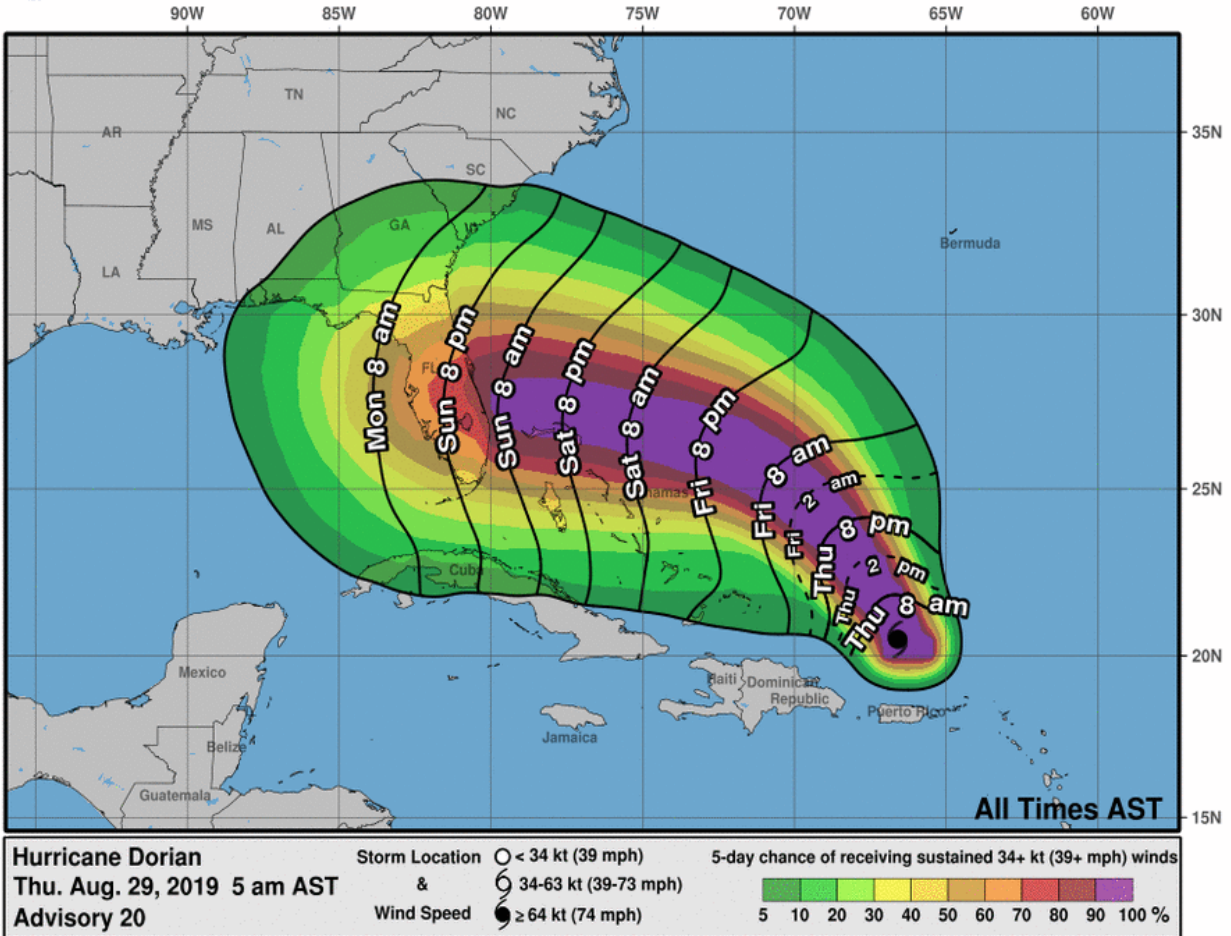 90W 85W 80W 75W 70W 65W 60W
TN
NC
AR
35N
SC
MS AL GA
Bermuda
LA
30N
Mon 8 am
Sun 8 pm
Sun 8 am
Sat 8 pm
Sat 8 am
Fri 8 pm
Fri 8 am
Fri 2 am
Thu 8 pm
Thu 2 pm
Thu 8 am
FL
25N
Bahamas
Cuba
20N
Mexico
Haiti Dominican
Republic
Puerto Rico
Jamaica
Belize
Guatemala
All Times AST
15N
Hurricane Dorian
Thu. Aug. 29, 2019 5 am AST
Advisory 20
Storm Location
&
Wind Speed
< 34 kt (39 mph)
34-63 kt (39-73 mph)
≥ 64 kt (74 mph)
5-day chance of receiving sustained 34+ kt (39+ mph) winds
5 10 20 30 40 50 60 70 80 90 100 %